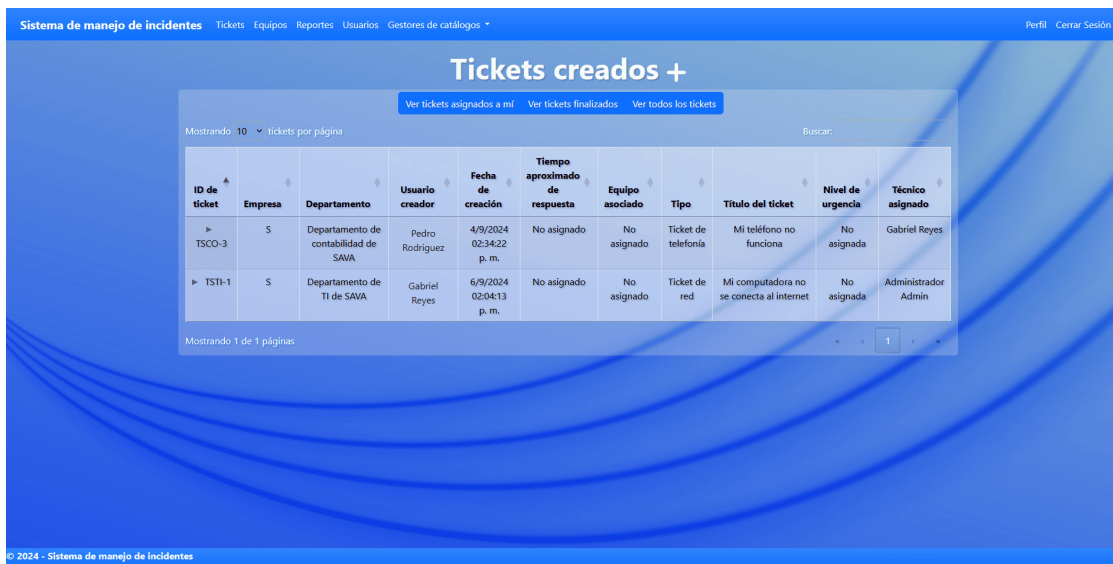 Sistema de manejo de incidentes Tickets Equipos Reportes Usuarios Gestores de catálogos Perfil Cerrar Sesión
Tickets creados +
Ver tickets asignados a mí Ver tickets finalizados Ver todos los tickets
Mostrando 10 tickets por página Buscar:
ID de ticket Empresa Departamento Usuario creador Fecha de creación Tiempo aproximado de respuesta Equipo asociado Tipo Título del ticket Nivel de urgencia Técnico asignado
TSCO-3 S Departamento de contabilidad de SAVA Pedro Rodriguez 4/9/2024 02:34:22 p. m. No asignado No asignado Ticket de telefonía Mi teléfono no funciona No asignada Gabriel Reyes
TSTI-1 S Departamento de TI de SAVA Gabriel Reyes 6/9/2024 02:04:13 p. m. No asignado No asignado Ticket de red Mi computadora no se conecta al internet No asignada Administrador Admin
Mostrando 1 de 1 páginas « ‹ 1 › »
© 2024 - Sistema de manejo de incidentes